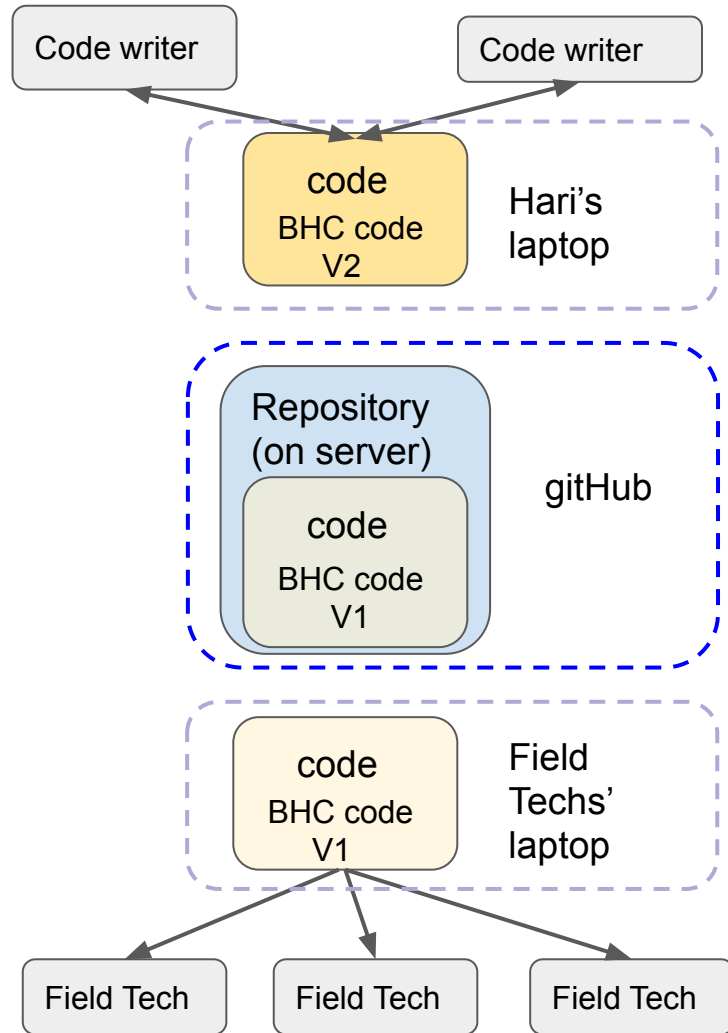 Code writer
Code writer
code
BHC code
V2
Hari’s
laptop
Repository
(on server)
code
BHC code
V1
gitHub
code
BHC code
V1
Field
Techs’
laptop
Field Tech
Field Tech
Field Tech